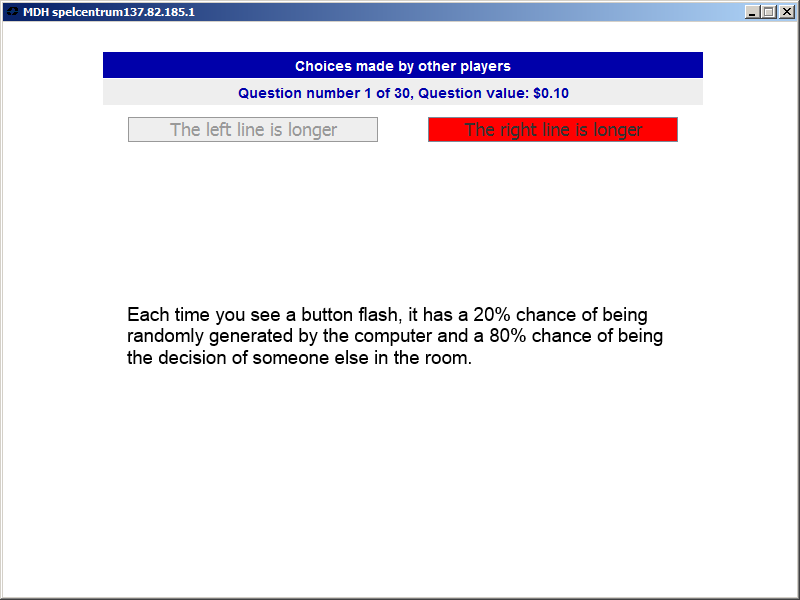 MDH spelcentrum137.82.185.1
Choices made by other players
Question number 1 of 30, Question value: $0.10
The left line is longer
The right line is longer
Each time you see a button flash, it has a 20% chance of being
randomly generated by the computer and a 80% chance of being
the decision of someone else in the room.